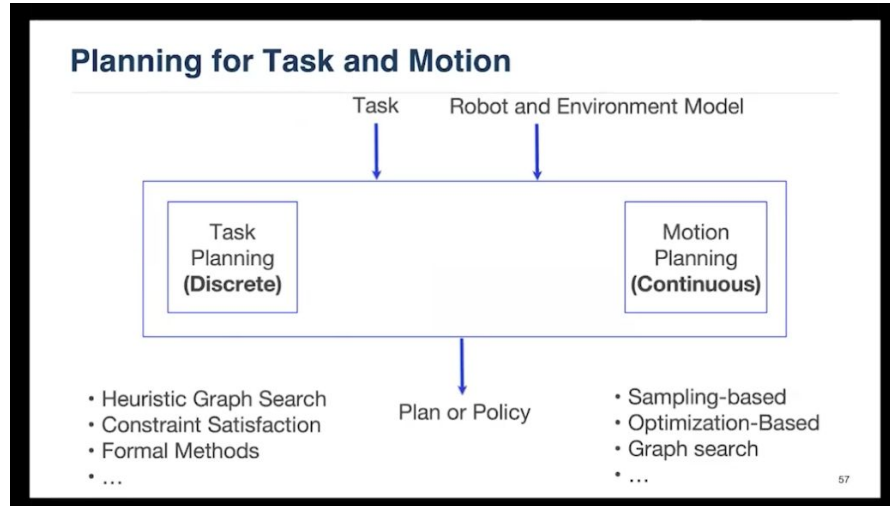 Planning for Task and Motion
Task
Robot and Environment Model
Task
Planning
(Discrete)
Motion
Planning
(Continuous)
• Heuristic Graph Search
• Constraint Satisfaction
• Formal Methods
• ...
Plan or Policy
• Sampling-based
• Optimization-Based
• Graph search
• ...
57